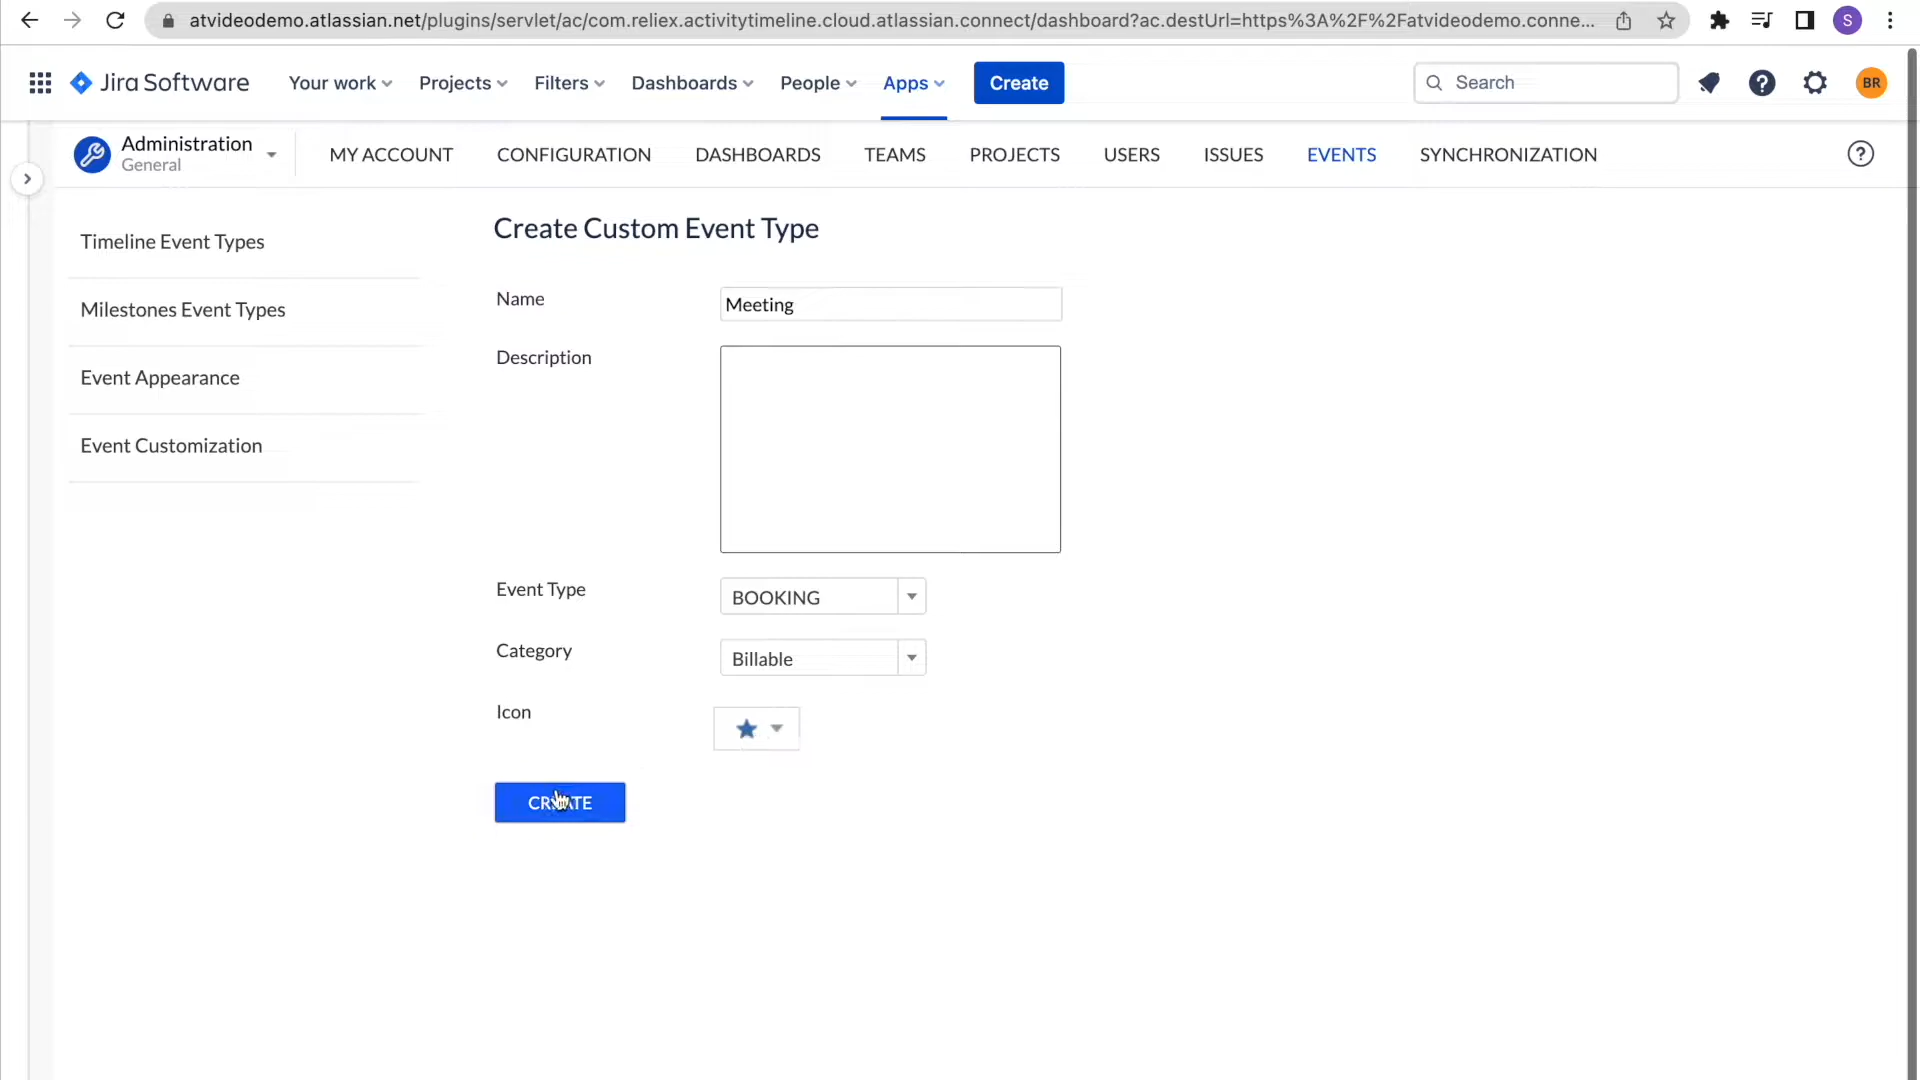 atvideodemo.atlassian.net/plugins/servlet/ac/com.reliex.activitytimeline.cloud.atlassian.connect/dashboard?ac.destUrl=https%3A%2F%2Fatvideodemo.conne...
S
Jira Software
Your work
Projects
Filters
Dashboards
People
Apps
Create
Search
BR
Administration
General
MY ACCOUNT
CONFIGURATION
DASHBOARDS
TEAMS
PROJECTS
USERS
ISSUES
EVENTS
SYNCHRONIZATION
Timeline Event Types
Milestones Event Types
Event Appearance
Event Customization
Create Custom Event Type
Name
Meeting
Description
Event Type
BOOKING
Category
Billable
Icon
CREATE